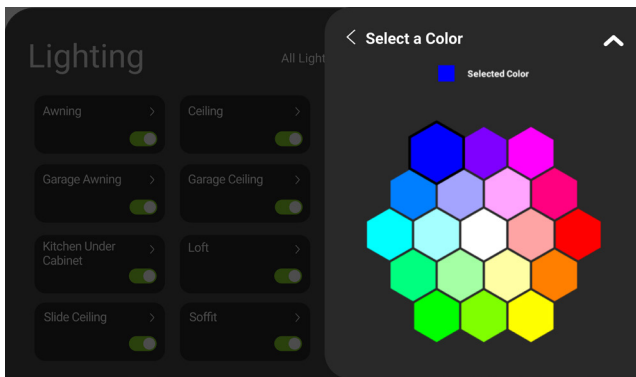 Lighting
All Light
Awning
Ceiling
Garage Awning
Garage Ceiling
Kitchen Under
Cabinet
Loft
Slide Ceiling
Soffit
Select a Color
Selected Color